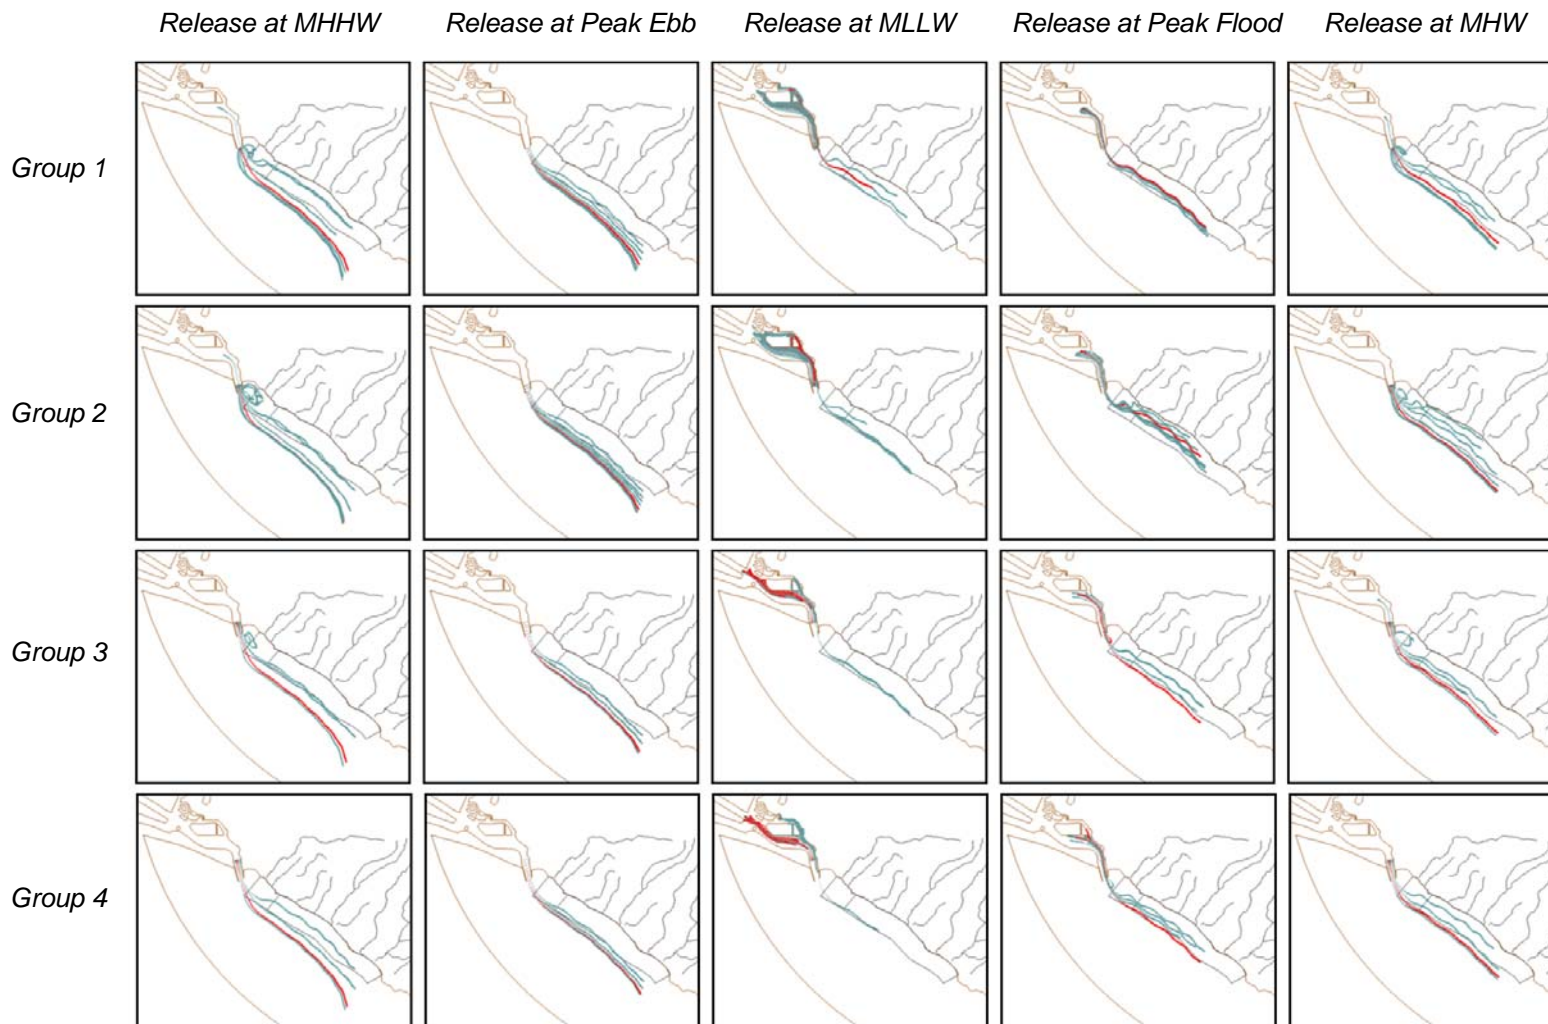 Release at MHHW
Release at Peak Ebb
Release at MLLW
Release at Peak Flood
Release at MHW
Group 1
Group 2
Group 3
Group 4